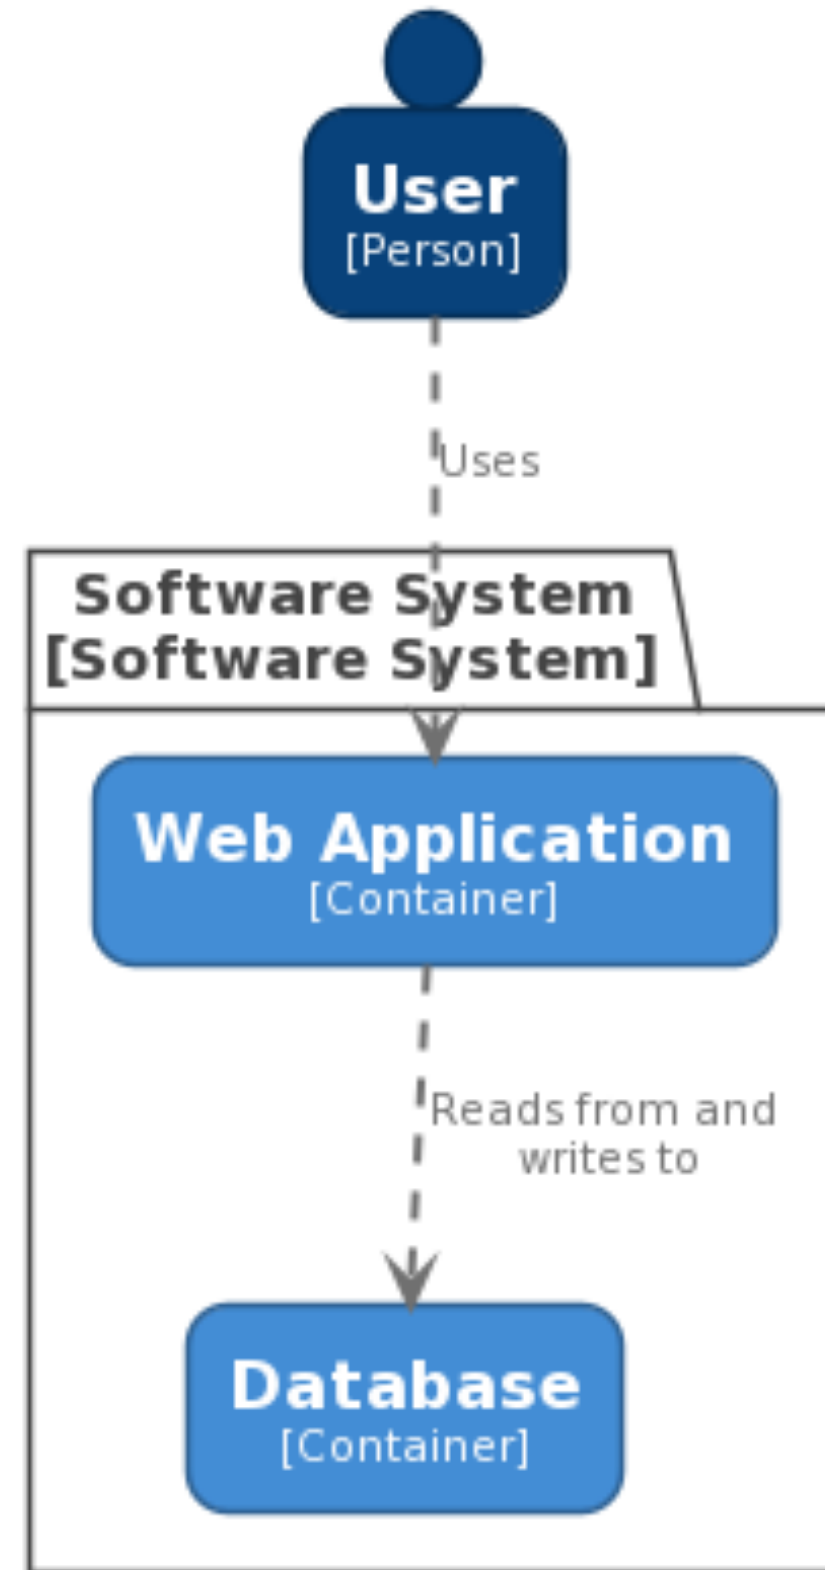 User
[Person]
Uses
Software System
[Software System]
Web Application
[Container]
Reads from and
writes to
Database
[Container]